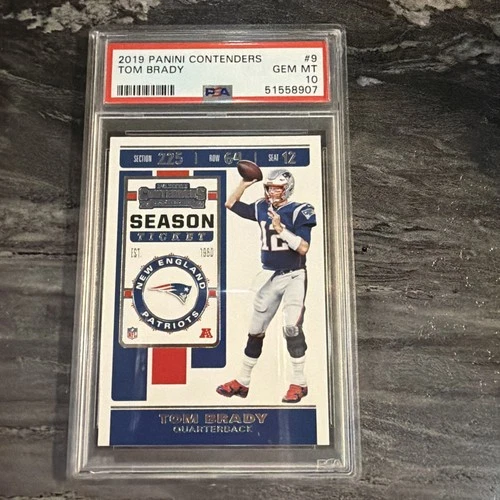 2019 PANINI CONTENDERS #9
TOM BRADY GEM MT
10
PSA 51558907
SECTION 225 | ROW 64 | SEAT 12
CONTENDERS
SEASON
TICKET
EST. 1960
NEW ENGLAND
PATRIOTS
NFL
12
TOM BRADY
QUARTERBACK